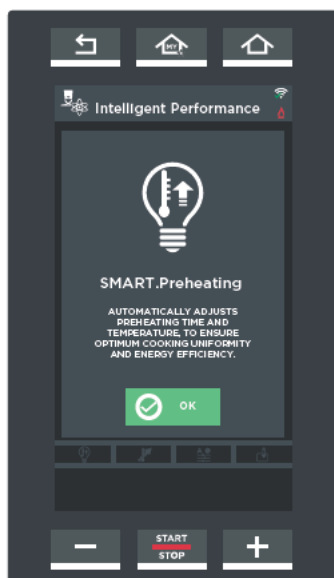 MY
Intelligent Performance
SMART.Preheating
AUTOMATICALLY ADJUSTS
PREHEATING TIME AND
TEMPERATURE, TO ENSURE
OPTIMUM COOKING UNIFORMITY
AND ENERGY EFFICIENCY.
OK
START
STOP